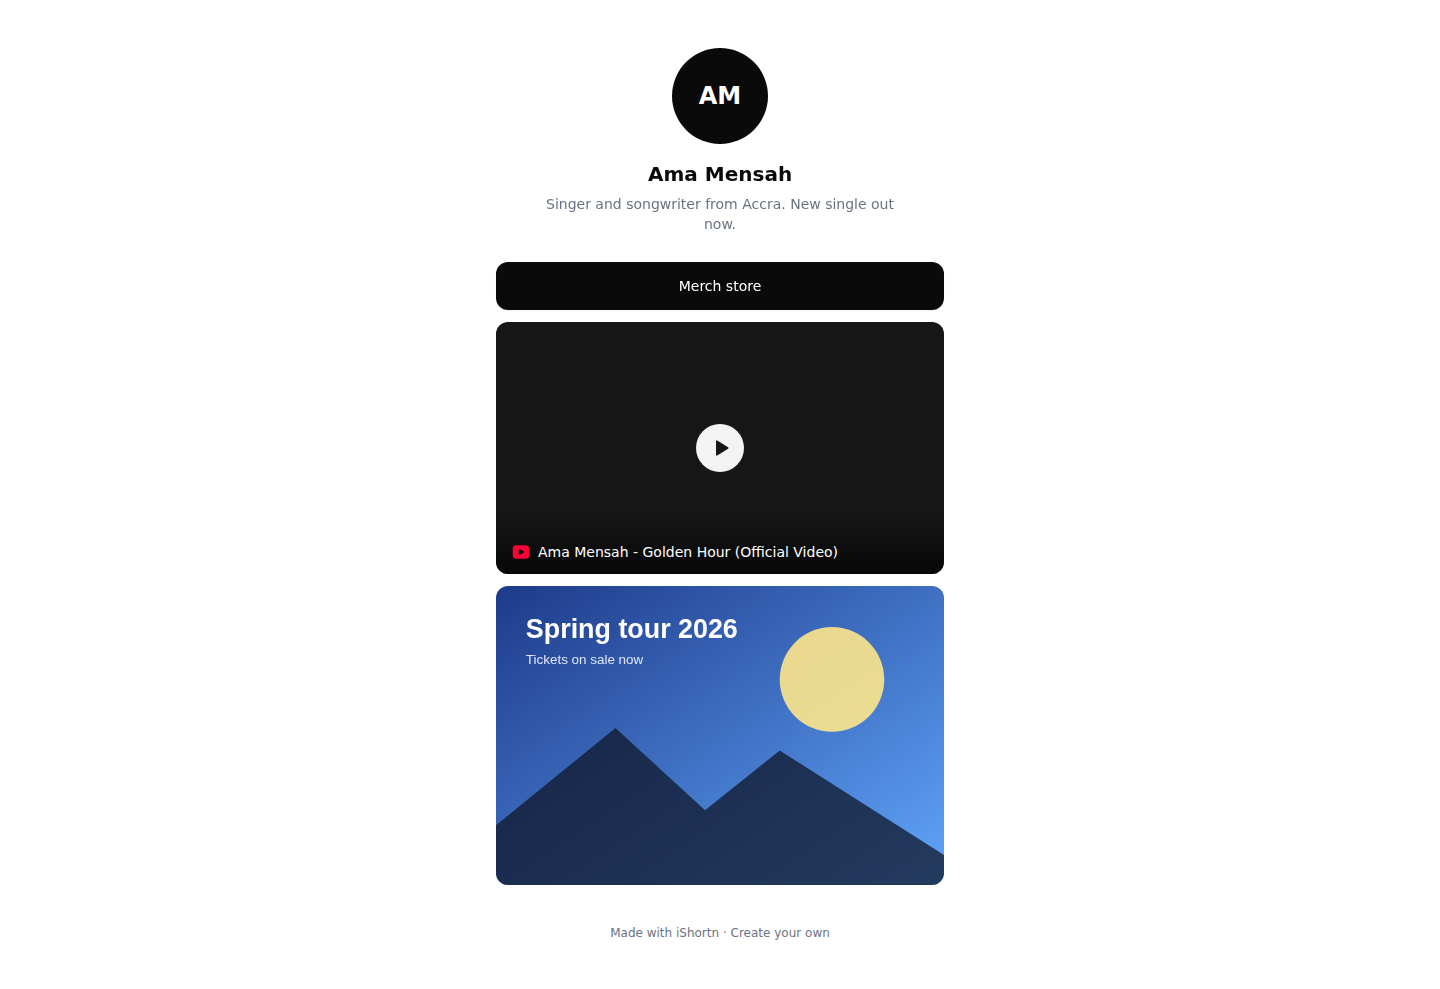 AM
Ama Mensah
Singer and songwriter from Accra. New single out
now.
Merch store
Ama Mensah - Golden Hour (Official Video)
Spring tour 2026
Tickets on sale now
Made with iShortn · Create your own